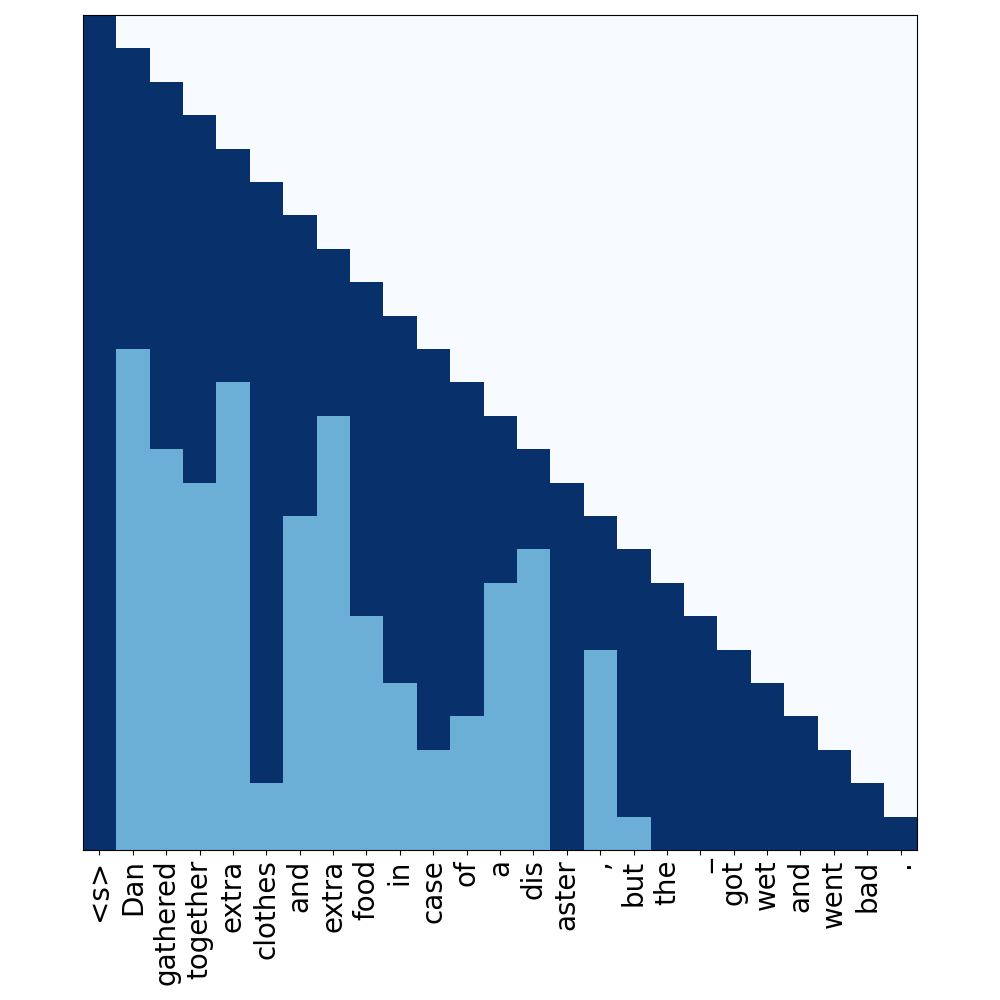 <s> Dan gathered together extra clothes and extra food in case of a dis aster , but the _ got wet and went bad .